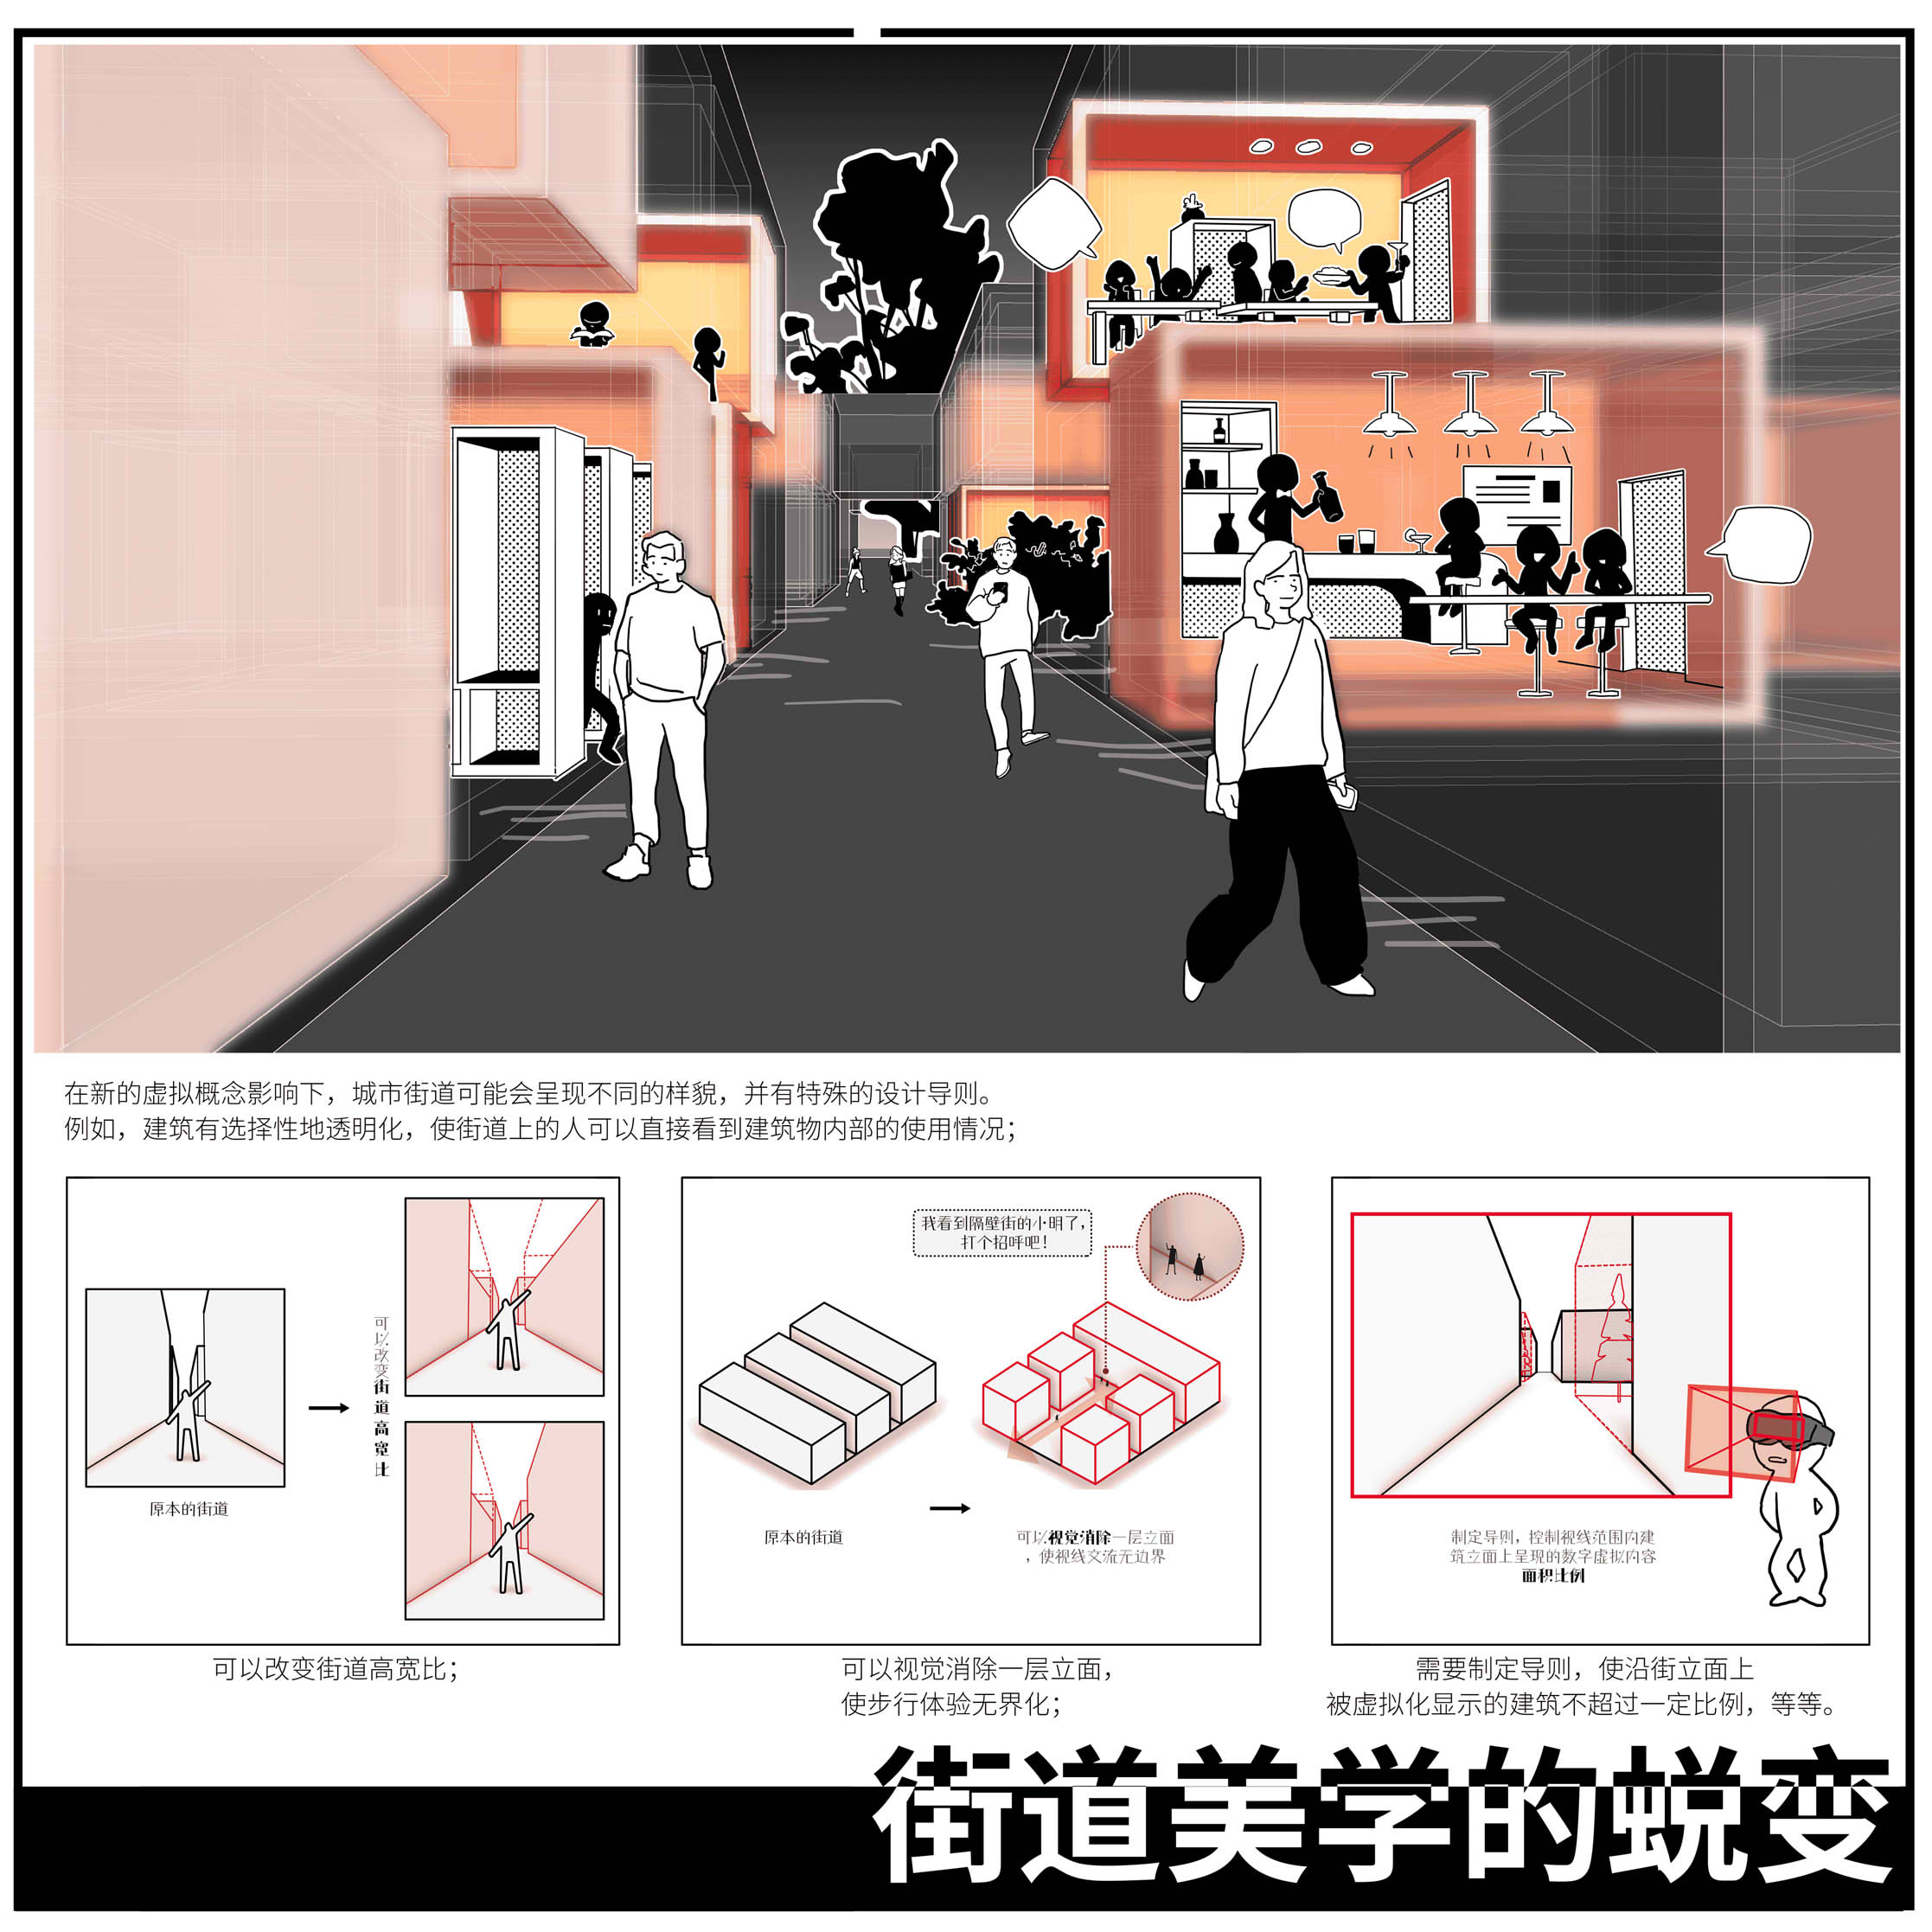 在新的虚拟概念影响下，城市街道可能会呈现不同的样貌，并有特殊的设计导则。
例如，建筑有选择性地透明化，使街道上的人可以直接看到建筑物内部的使用情况；
原本的街道
可以改变街道高宽比
可以改变街道高宽比；
我看到隔壁街的小明了，
打个招呼吧！
原本的街道
可以视觉消除一层立面
，使视线交流无边界
可以视觉消除一层立面，
使步行体验无界化；
制定导则，控制视线范围内建
筑立面上呈现的数字虚拟内容
面积比例
需要制定导则，使沿街立面上
被虚拟化显示的建筑不超过一定比例，等等。
街道美学的蜕变